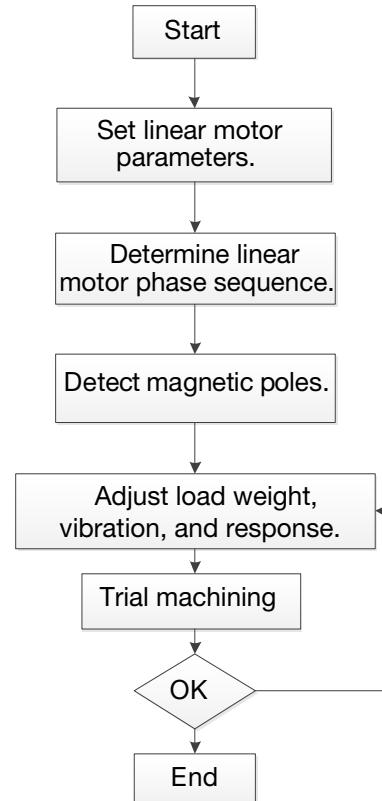 Start
Set linear motor
parameters.
Determine linear
motor phase sequence.
Detect magnetic poles.
Adjust load weight,
vibration, and response.
Trial machining
OK
End